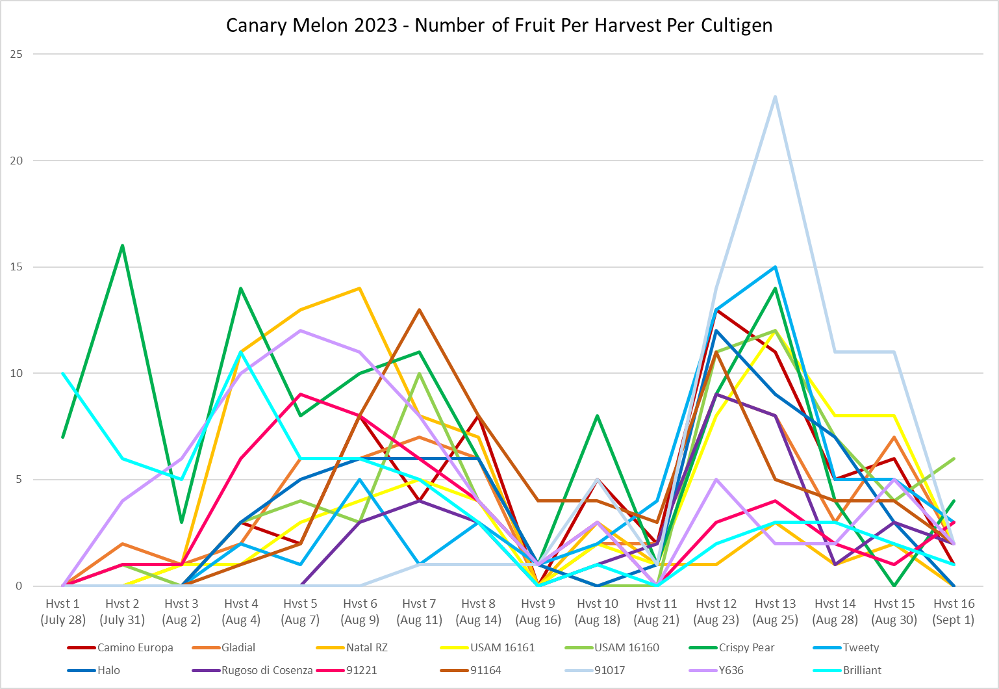 Canary Melon 2023 - Number of Fruit Per Harvest Per Cultigen
25
20
15
10
5
0
Hvst 1 Hvst 2 Hvst 3 Hvst 4 Hvst 5 Hvst 6 Hvst 7 Hvst 8 Hvst 9 Hvst 10 Hvst 11 Hvst 12 Hvst 13 Hvst 14 Hvst 15 Hvst 16
(July 28) (July 31) (Aug 2) (Aug 4) (Aug 7) (Aug 9) (Aug 11) (Aug 14) (Aug 16) (Aug 18) (Aug 21) (Aug 23) (Aug 25) (Aug 28) (Aug 30) (Sept 1)
Camino Europa Gladial Natal RZ USAM 16161 USAM 16160 Crispy Pear Tweety
Halo Rugoso di Cosenza 91221 91164 91017 Y636 Brilliant